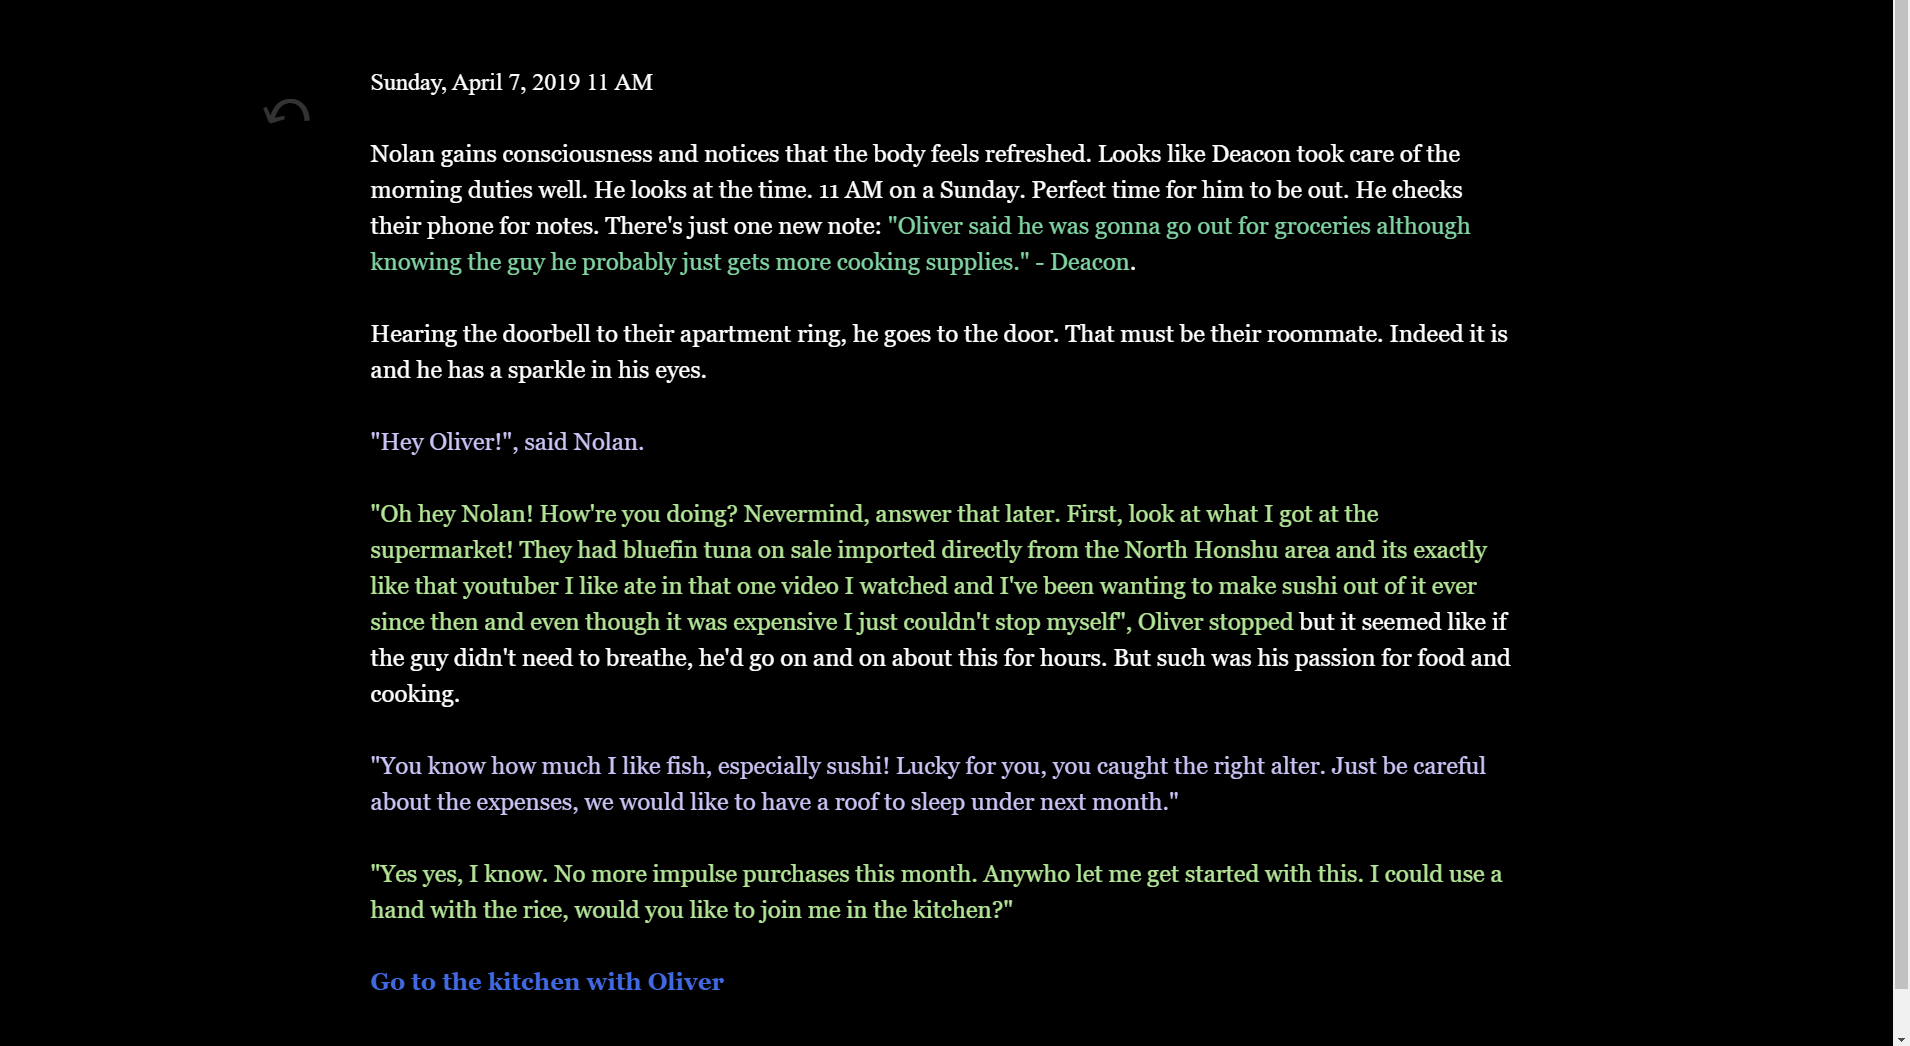 Sunday, April 7, 2019 11 AM
Nolan gains consciousness and notices that the body feels refreshed. Looks like Deacon took care of the
morning duties well. He looks at the time. 11 AM on a Sunday. Perfect time for him to be out. He checks
their phone for notes. There's just one new note: "Oliver said he was gonna go out for groceries although
knowing the guy he probably just gets more cooking supplies." - Deacon.
Hearing the doorbell to their apartment ring, he goes to the door. That must be their roommate. Indeed it is
and he has a sparkle in his eyes.
"Hey Oliver!", said Nolan.
"Oh hey Nolan! How're you doing? Nevermind, answer that later. First, look at what I got at the
supermarket! They had bluefin tuna on sale imported directly from the North Honshu area and its exactly
like that youtuber I like ate in that one video I watched and I've been wanting to make sushi out of it ever
since then and even though it was expensive I just couldn't stop myself", Oliver stopped but it seemed like if
the guy didn't need to breathe, he'd go on and on about this for hours. But such was his passion for food and
cooking.
"You know how much I like fish, especially sushi! Lucky for you, you caught the right alter. Just be careful
about the expenses, we would like to have a roof to sleep under next month."
"Yes yes, I know. No more impulse purchases this month. Anywho let me get started with this. I could use a
hand with the rice, would you like to join me in the kitchen?"
Go to the kitchen with Oliver